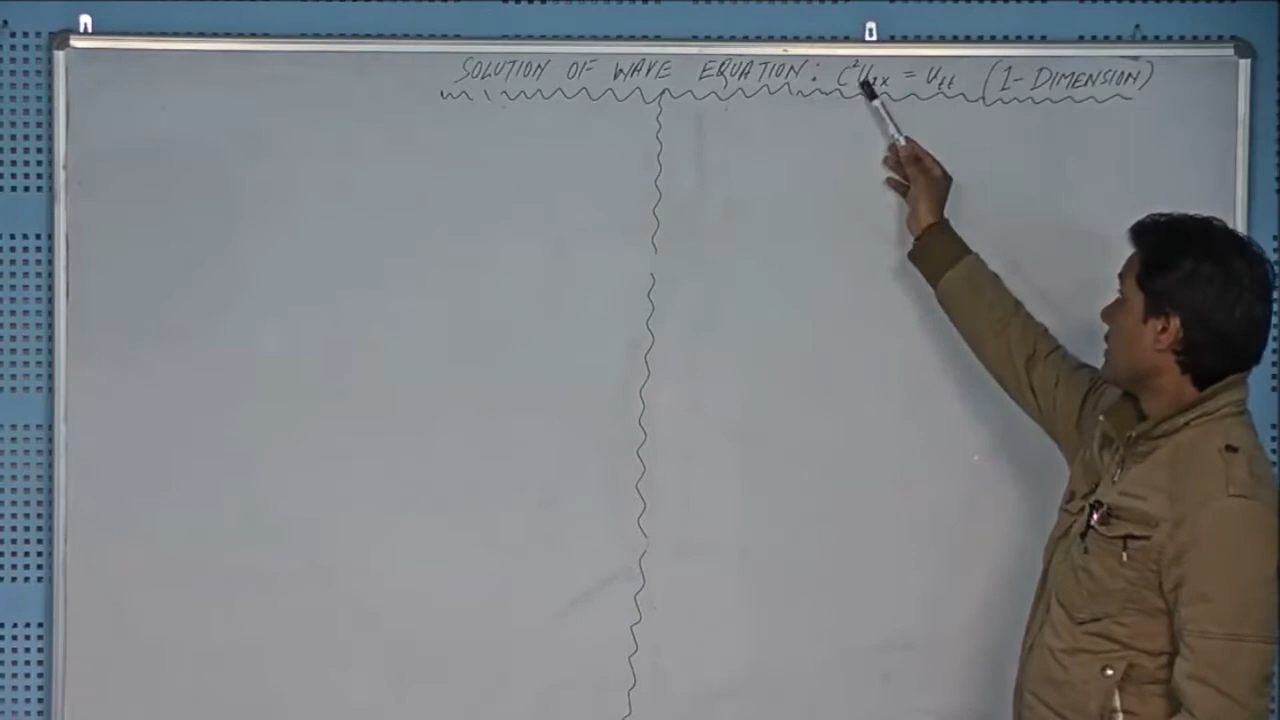 SOLUTION OF WAVE EQUATION: C²Uxx = Utt (1-DIMENSION)